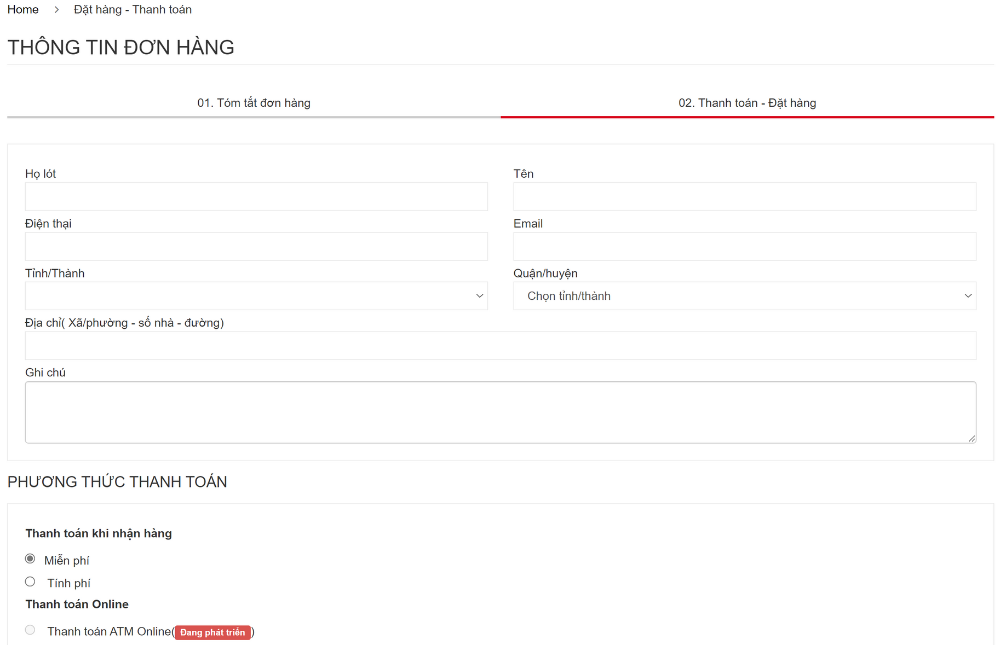 Home > Đặt hàng - Thanh toán
THÔNG TIN ĐƠN HÀNG
01. Tóm tắt đơn hàng
02. Thanh toán - Đặt hàng
Họ lót
Tên
Điện thại
Email
Tỉnh/Thành
Quận/huyện
Chọn tỉnh/thành
Địa chỉ( Xã/phường - số nhà - đường)
Ghi chú
PHƯƠNG THỨC THANH TOÁN
Thanh toán khi nhận hàng
Miễn phí
Tính phí
Thanh toán Online
Thanh toán ATM Online(Đang phát triển)